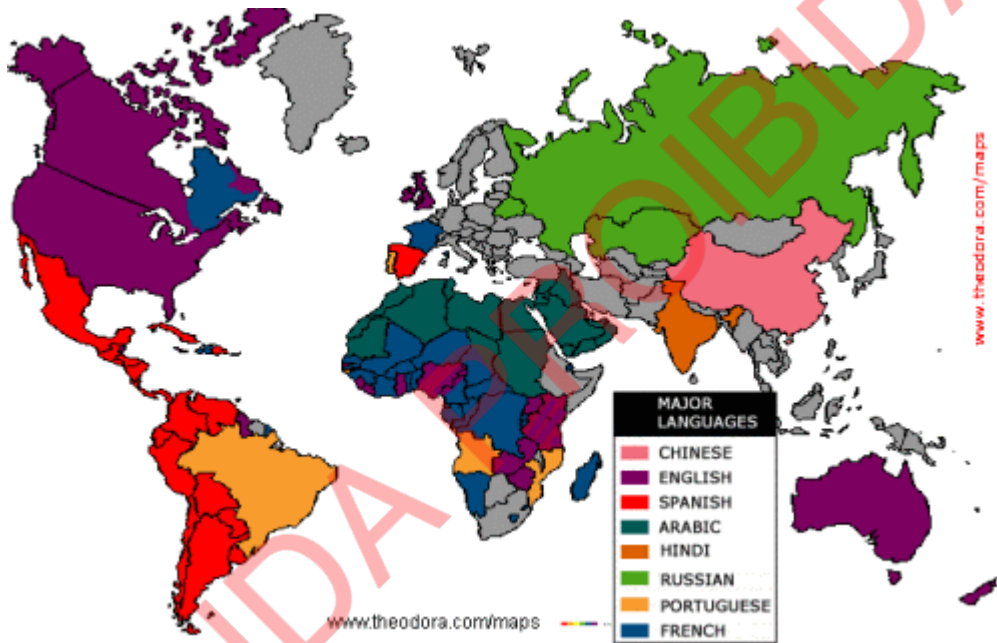 www.theodora.com/maps
MAJOR
LANGUAGES
CHINESE
ENGLISH
SPANISH
ARABIC
HINDI
RUSSIAN
PORTUGUESE
FRENCH
www.theodora.com/maps